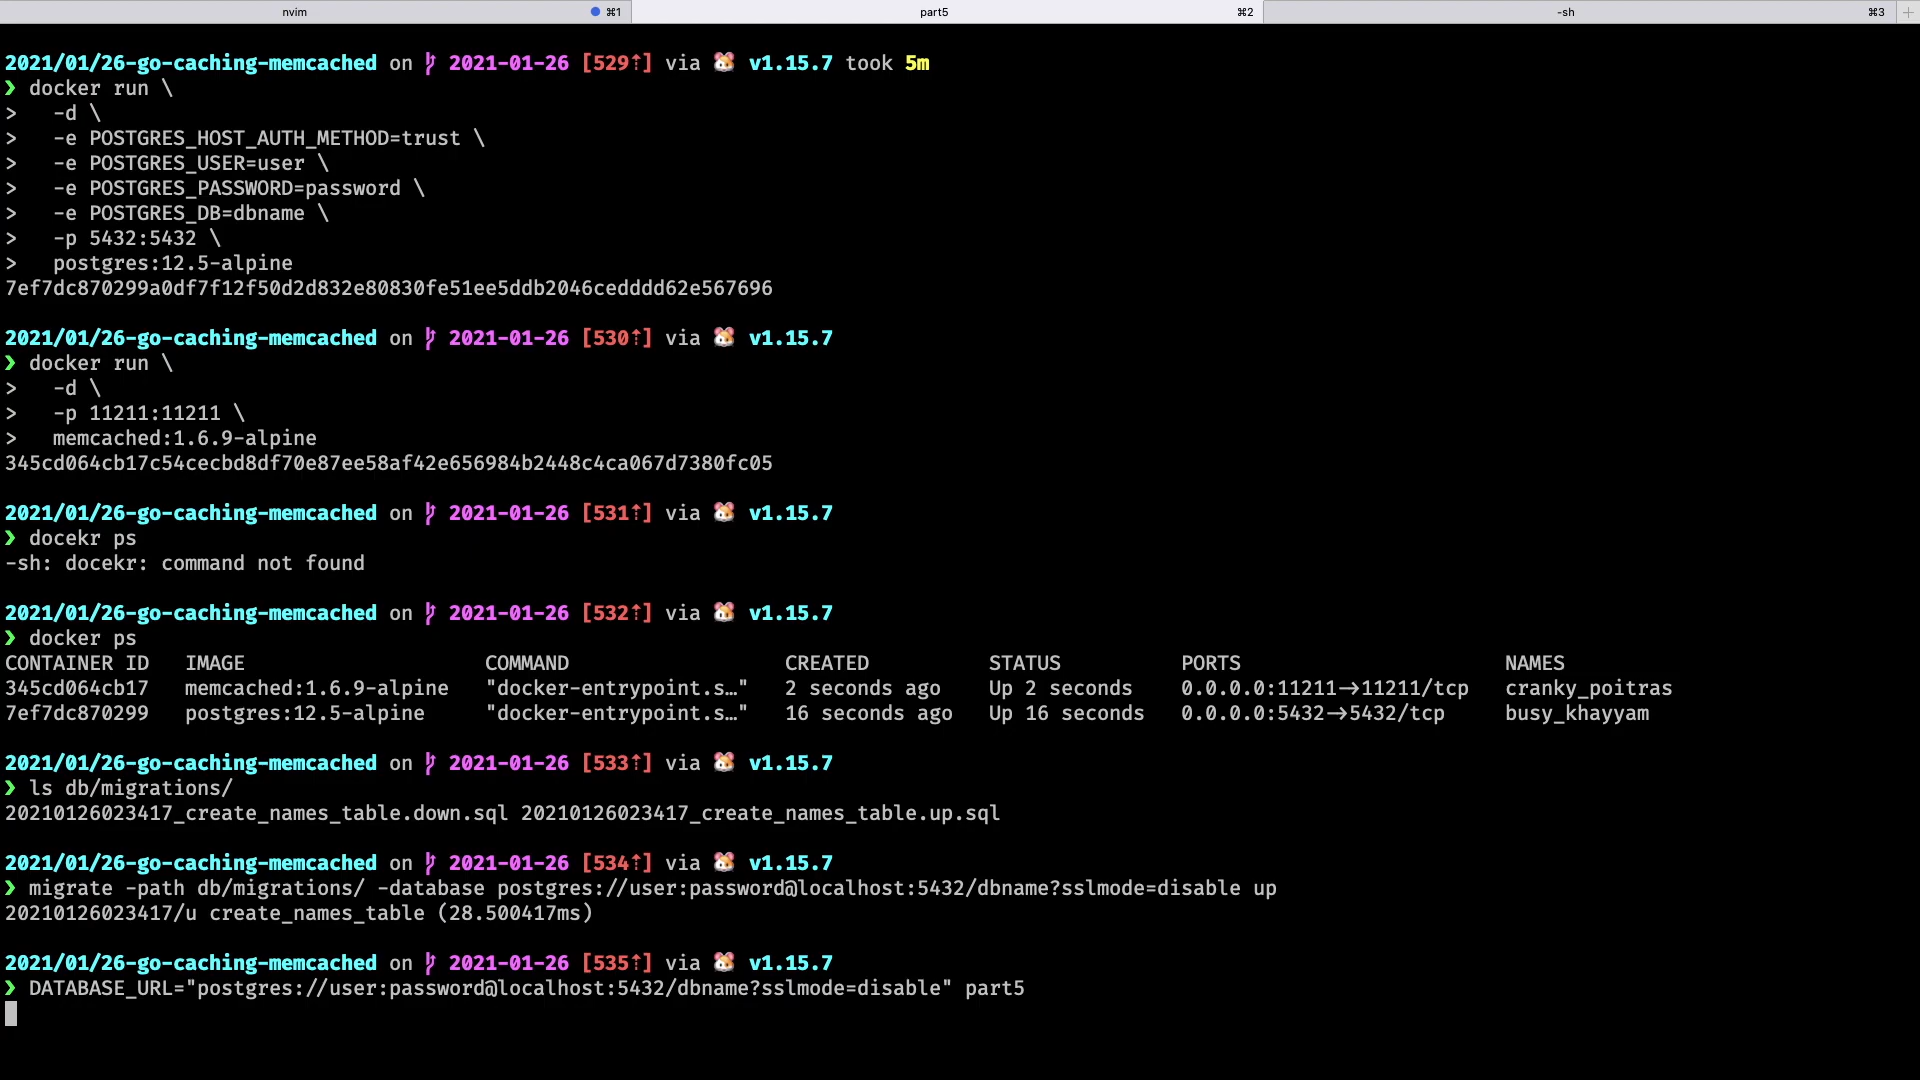 nvim ⌘1 part5 ⌘2 -sh ⌘3 +
2021/01/26-go-caching-memcached on 2021-01-26 [529⇡] via 🐹 v1.15.7 took 5m
❯ docker run \
>   -d \
>   -e POSTGRES_HOST_AUTH_METHOD=trust \
>   -e POSTGRES_USER=user \
>   -e POSTGRES_PASSWORD=password \
>   -e POSTGRES_DB=dbname \
>   -p 5432:5432 \
>   postgres:12.5-alpine
7ef7dc870299a0df7f12f50d2d832e80830fe51ee5ddb2046cedddd62e567696
2021/01/26-go-caching-memcached on 2021-01-26 [530⇡] via 🐹 v1.15.7
❯ docker run \
>   -d \
>   -p 11211:11211 \
>   memcached:1.6.9-alpine
345cd064cb17c54cecbd8df70e87ee58af42e656984b2448c4ca067d7380fc05
2021/01/26-go-caching-memcached on 2021-01-26 [531⇡] via 🐹 v1.15.7
❯ docekr ps
-sh: docekr: command not found
2021/01/26-go-caching-memcached on 2021-01-26 [532⇡] via 🐹 v1.15.7
❯ docker ps
CONTAINER ID   IMAGE                    COMMAND                  CREATED          STATUS          PORTS                      NAMES
345cd064cb17   memcached:1.6.9-alpine   "docker-entrypoint.s…"   2 seconds ago    Up 2 seconds    0.0.0.0:11211->11211/tcp   cranky_poitras
7ef7dc870299   postgres:12.5-alpine     "docker-entrypoint.s…"   16 seconds ago   Up 16 seconds   0.0.0.0:5432->5432/tcp     busy_khayyam
2021/01/26-go-caching-memcached on 2021-01-26 [533⇡] via 🐹 v1.15.7
❯ ls db/migrations/
20210126023417_create_names_table.down.sql 20210126023417_create_names_table.up.sql
2021/01/26-go-caching-memcached on 2021-01-26 [534⇡] via 🐹 v1.15.7
❯ migrate -path db/migrations/ -database postgres://user:password@localhost:5432/dbname?sslmode=disable up
20210126023417/u create_names_table (28.500417ms)
2021/01/26-go-caching-memcached on 2021-01-26 [535⇡] via 🐹 v1.15.7
❯ DATABASE_URL="postgres://user:password@localhost:5432/dbname?sslmode=disable" part5